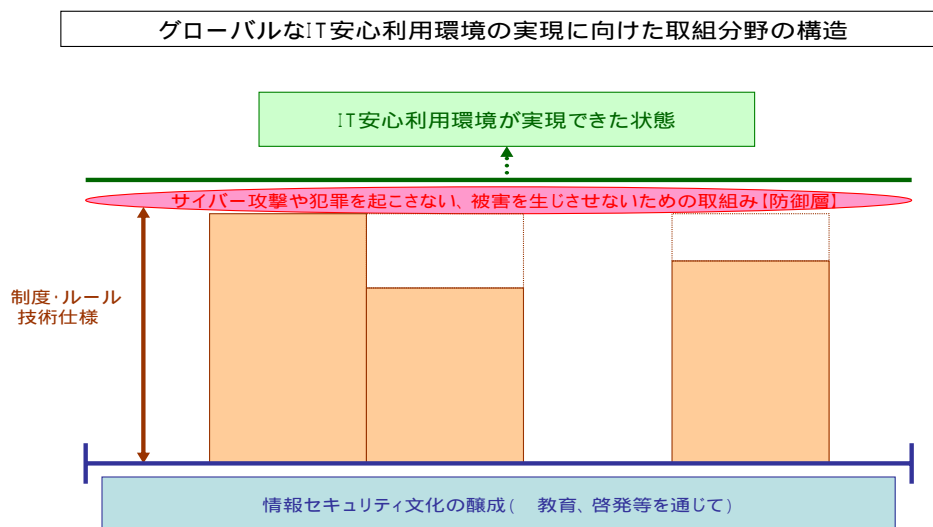 グローバルなIT安心利用環境の実現に向けた取組分野の構造
IT安心利用環境が実現できた状態
サイバー攻撃や犯罪を起こさない、被害を生じさせないための取組み【防御層】
制度・ルール
技術仕様
情報セキュリティ文化の醸成( 教育、啓発等を通じて)